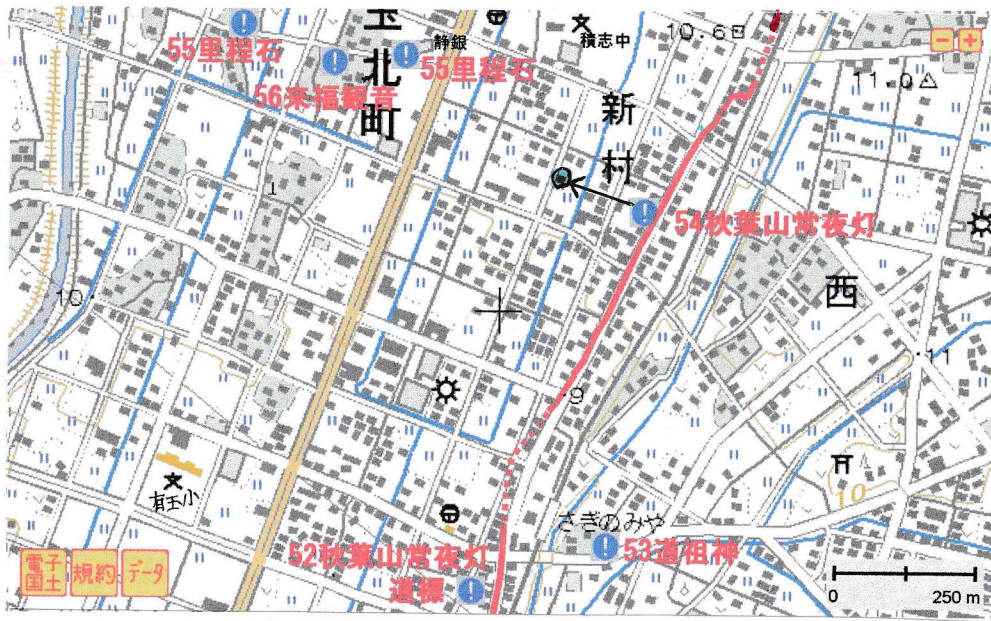 玉北町
静銀
積志中
10.6
55里程石
55里程石
56来福観音
11.0
新村
54秋葉山常夜灯
西
10
11
9
有玉小
さぎのみや
10
52秋葉山常夜灯
道標
53道祖神
電子国土
規約
データ
0
250 m